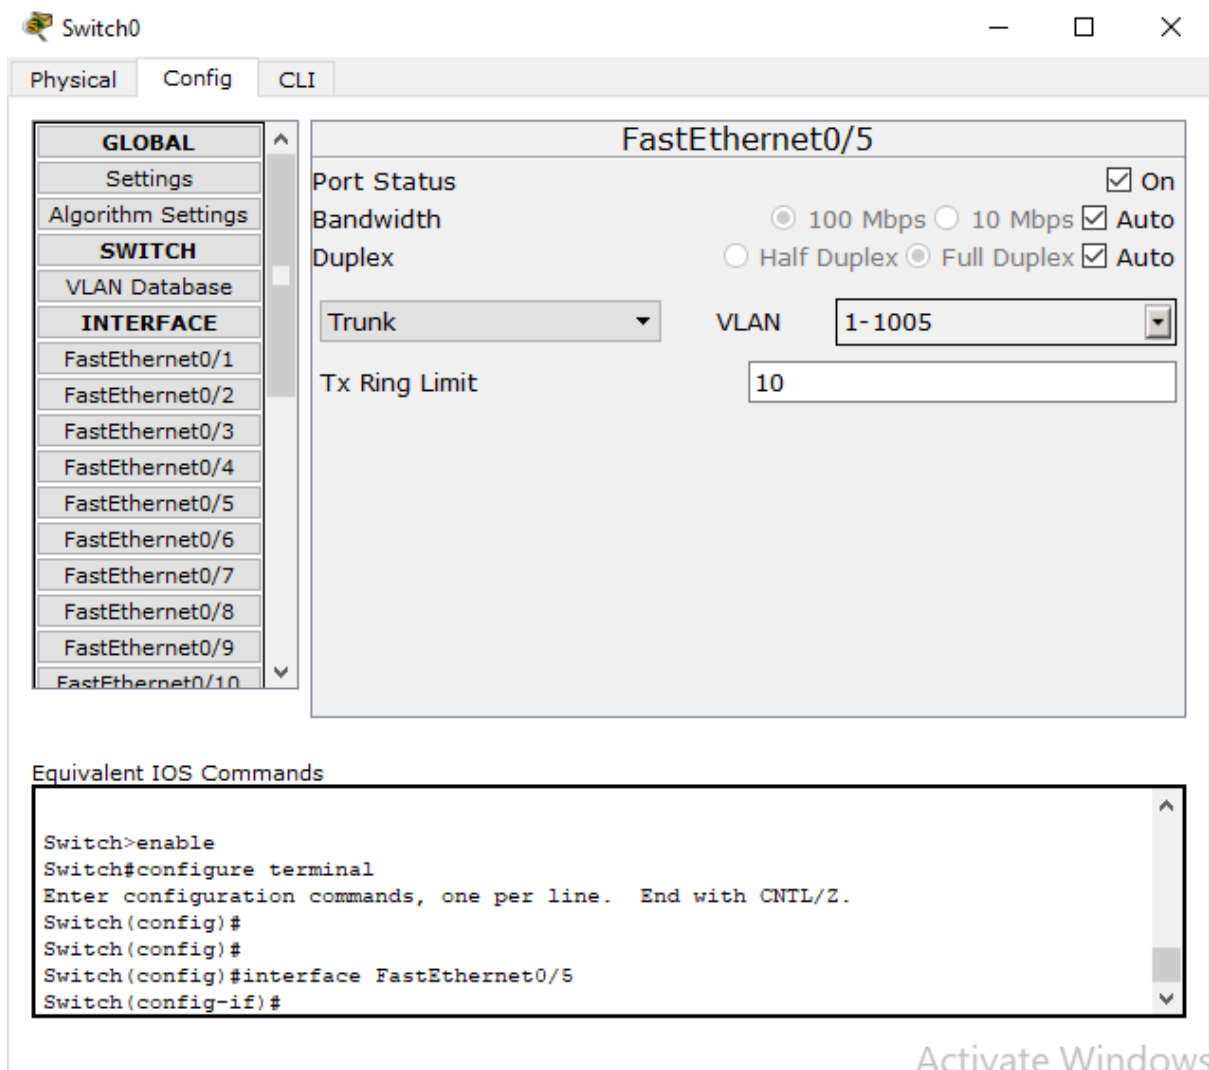 Switch0
Physical Config CLI
GLOBAL
Settings
Algorithm Settings
SWITCH
VLAN Database
INTERFACE
FastEthernet0/1
FastEthernet0/2
FastEthernet0/3
FastEthernet0/4
FastEthernet0/5
FastEthernet0/6
FastEthernet0/7
FastEthernet0/8
FastEthernet0/9
FastEthernet0/10
FastEthernet0/5
Port Status On
Bandwidth 100 Mbps 10 Mbps Auto
Duplex Half Duplex Full Duplex Auto
Trunk VLAN 1-1005
Tx Ring Limit 10
Equivalent IOS Commands
Switch>enable
Switch#configure terminal
Enter configuration commands, one per line.  End with CNTL/Z.
Switch(config)#
Switch(config)#
Switch(config)#interface FastEthernet0/5
Switch(config-if)#
Activate Windows